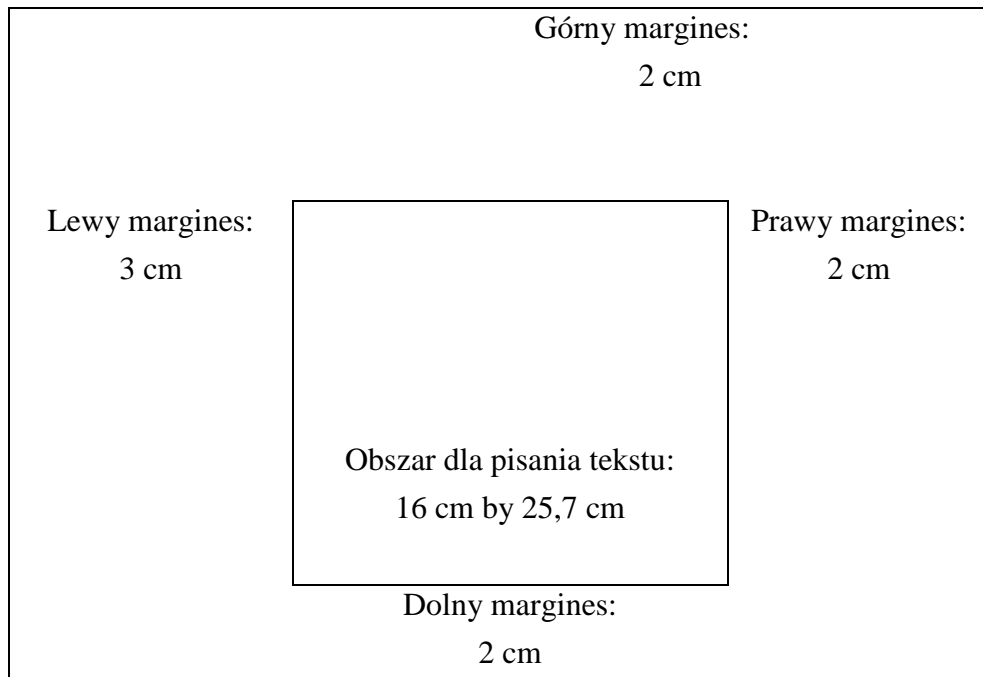 Górny margines:
2 cm
Lewy margines:
3 cm
Prawy margines:
2 cm
Obszar dla pisania tekstu:
16 cm by 25,7 cm
Dolny margines:
2 cm